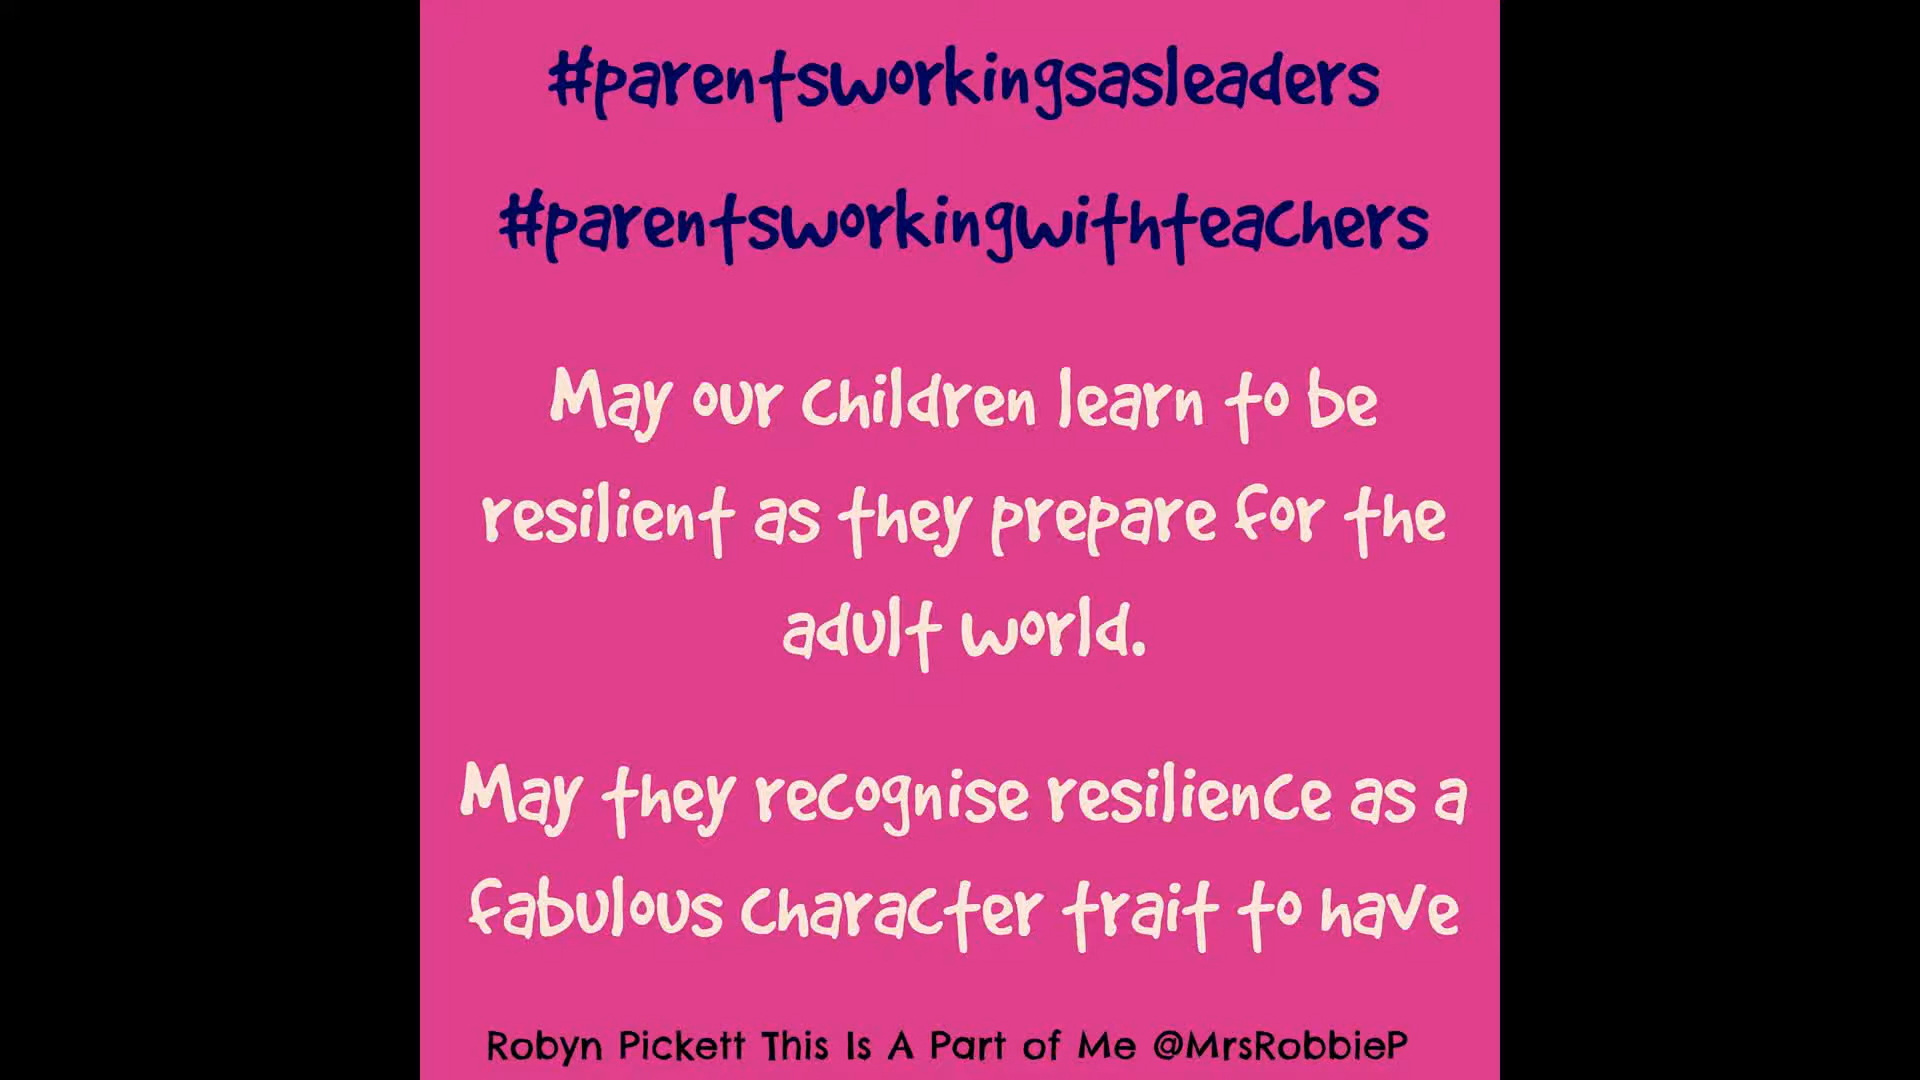 #parentsworkingsasleaders
#parentsworkingwithteachers
May our children learn to be
resilient as they prepare for the
adult world.
May they recognise resilience as a
fabulous character trait to have
Robyn Pickett This Is A Part of Me @MrsRobbieP